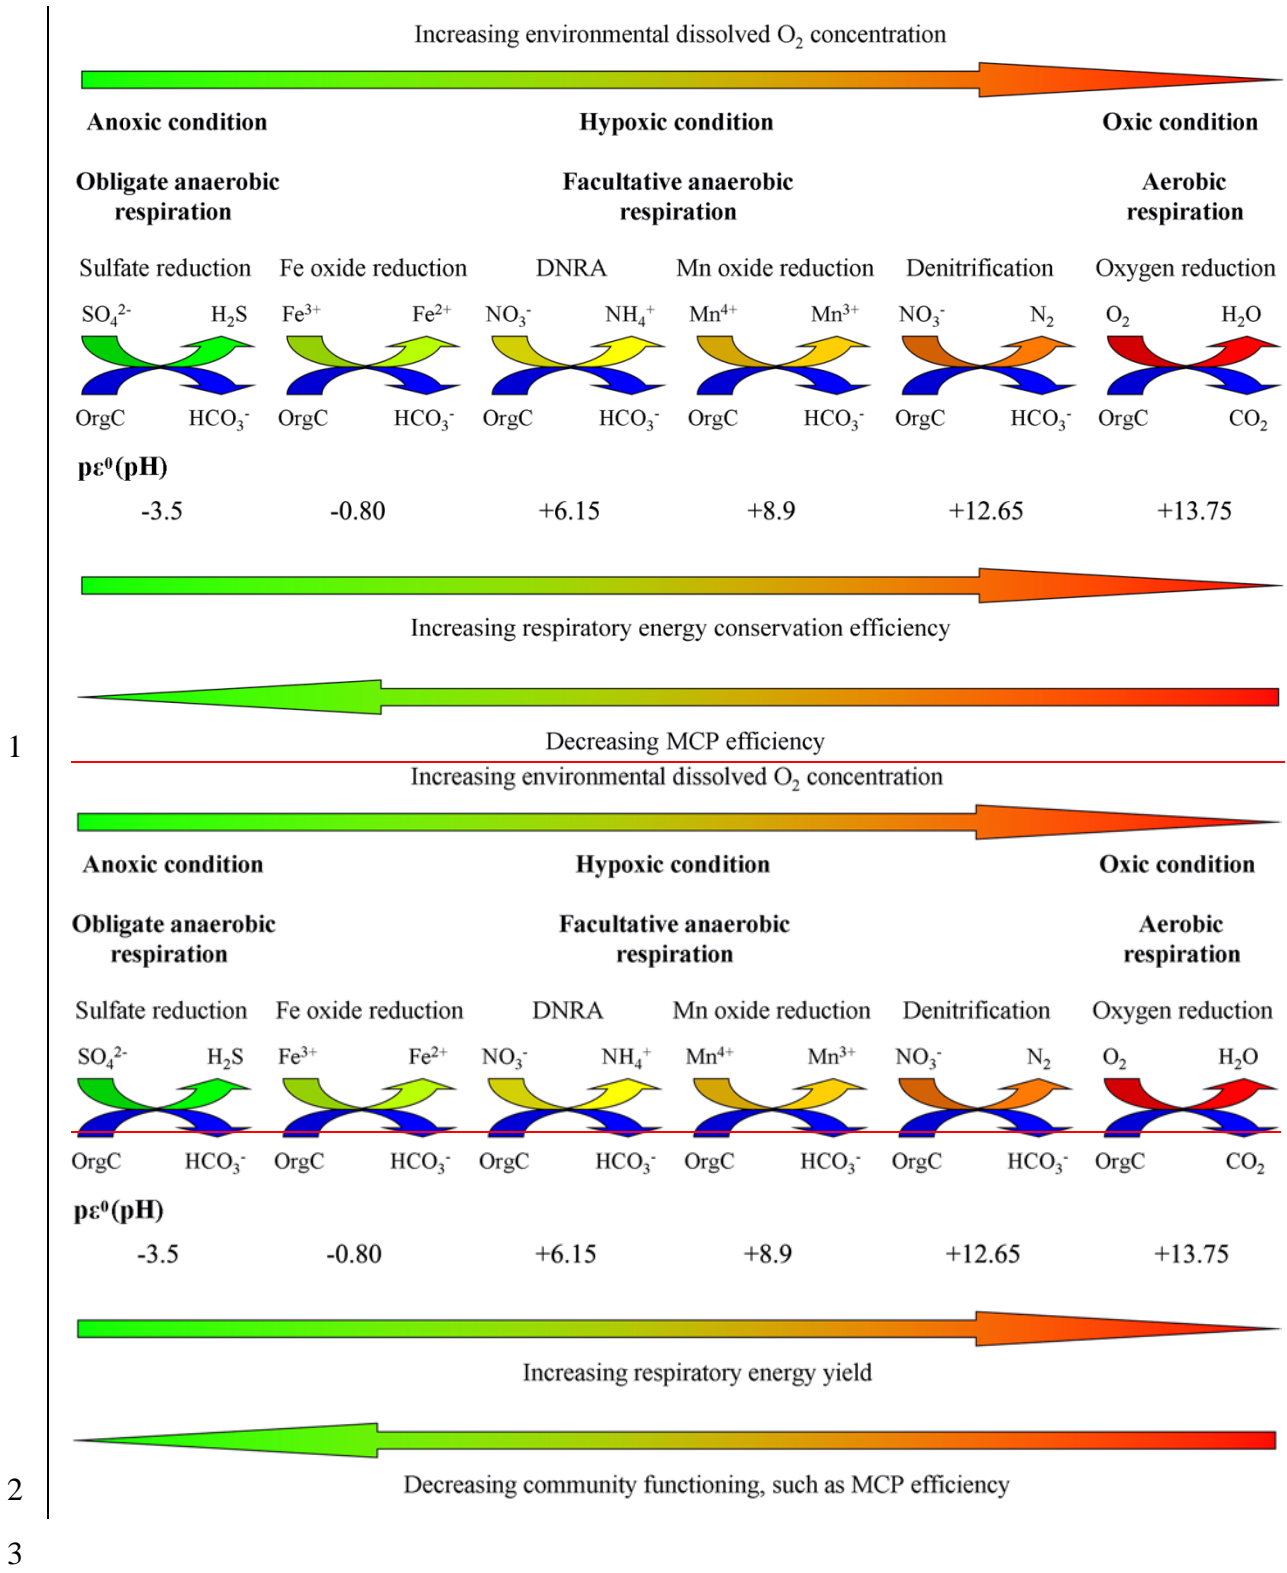 Increasing environmental dissolved O₂ concentration
Anoxic condition Hypoxic condition Oxic condition
Obligate anaerobic respiration Facultative anaerobic respiration Aerobic respiration
Sulfate reduction Fe oxide reduction DNRA Mn oxide reduction Denitrification Oxygen reduction
SO₄²⁻ H₂S Fe³⁺ Fe²⁺ NO₃⁻ NH₄⁺ Mn⁴⁺ Mn³⁺ NO₃⁻ N₂ O₂ H₂O
OrgC HCO₃⁻ OrgC HCO₃⁻ OrgC HCO₃⁻ OrgC HCO₃⁻ OrgC HCO₃⁻ OrgC CO₂
pε⁰(pH)
-3.5 -0.80 +6.15 +8.9 +12.65 +13.75
Increasing respiratory energy conservation efficiency
1 Decreasing MCP efficiency
Increasing environmental dissolved O₂ concentration
Anoxic condition Hypoxic condition Oxic condition
Obligate anaerobic respiration Facultative anaerobic respiration Aerobic respiration
Sulfate reduction Fe oxide reduction DNRA Mn oxide reduction Denitrification Oxygen reduction
SO₄²⁻ H₂S Fe³⁺ Fe²⁺ NO₃⁻ NH₄⁺ Mn⁴⁺ Mn³⁺ NO₃⁻ N₂ O₂ H₂O
OrgC HCO₃⁻ OrgC HCO₃⁻ OrgC HCO₃⁻ OrgC HCO₃⁻ OrgC HCO₃⁻ OrgC CO₂
pε⁰(pH)
-3.5 -0.80 +6.15 +8.9 +12.65 +13.75
Increasing respiratory energy yield
2 Decreasing community functioning, such as MCP efficiency
3